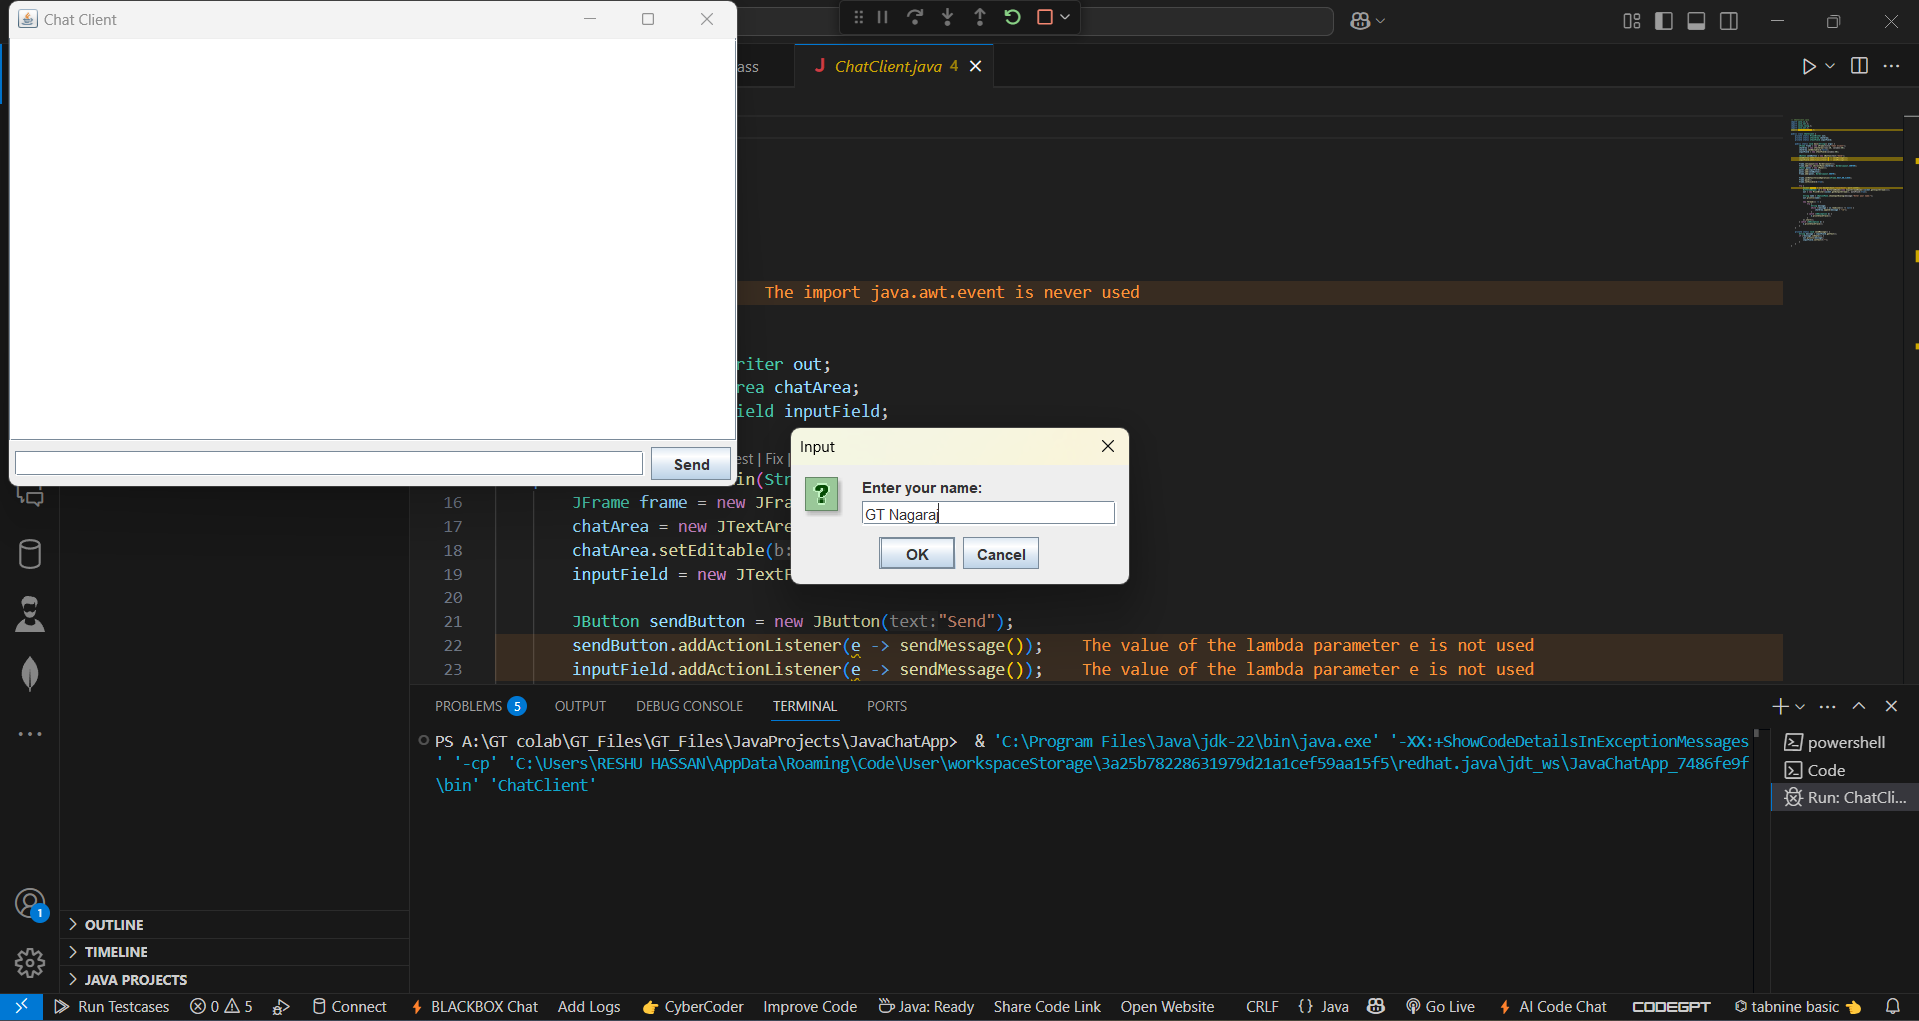 Chat Client
ass
ChatClient.java 4
The import java.awt.event is never used
riter out;
rea chatArea;
ield inputField;
est | Fix |
in(Str
16 JFrame frame = new JFra
17 chatArea = new JTextAre
18 chatArea.setEditable(b:
19 inputField = new JTextF
20
21 JButton sendButton = new JButton(text:"Send");
22 sendButton.addActionListener(e -> sendMessage()); The value of the lambda parameter e is not used
23 inputField.addActionListener(e -> sendMessage()); The value of the lambda parameter e is not used
Send
Input
Enter your name:
GT Nagaraj
OK Cancel
PROBLEMS 5 OUTPUT DEBUG CONSOLE TERMINAL PORTS
PS A:\GT colab\GT_Files\GT_Files\JavaProjects\JavaChatApp> & 'C:\Program Files\Java\jdk-22\bin\java.exe' '-XX:+ShowCodeDetailsInExceptionMessages
' '-cp' 'C:\Users\RESHU HASSAN\AppData\Roaming\Code\User\workspaceStorage\3a25b78228631979d21a1cef59aa15f5\redhat.java\jdt_ws\JavaChatApp_7486fe9f
\bin' 'ChatClient'
powershell
Code
Run: ChatCli...
1
OUTLINE
TIMELINE
JAVA PROJECTS
Run Testcases 0 5 Connect BLACKBOX Chat Add Logs CyberCoder Improve Code Java: Ready Share Code Link Open Website CRLF {} Java Go Live AI Code Chat CODEGPT tabnine basic